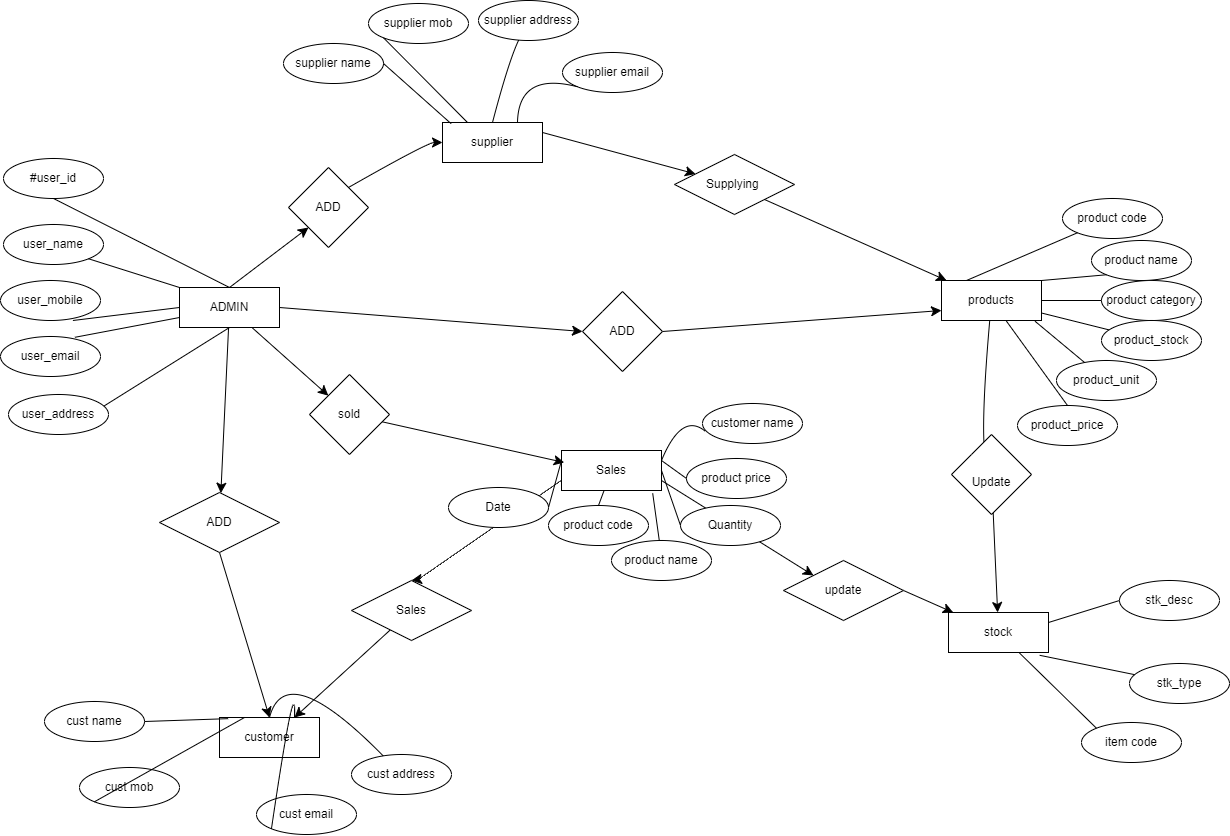 supplier mob
supplier address
supplier name
supplier email
supplier
#user_id
ADD
Supplying
user_name
user_mobile
user_email
user_address
ADMIN
ADD
products
product code
product name
product category
product_stock
product_unit
product_price
sold
customer name
Sales
product price
Date
product code
Quantity
product name
Update
ADD
Sales
update
stock
stk_desc
stk_type
item code
cust name
customer
cust mob
cust address
cust email